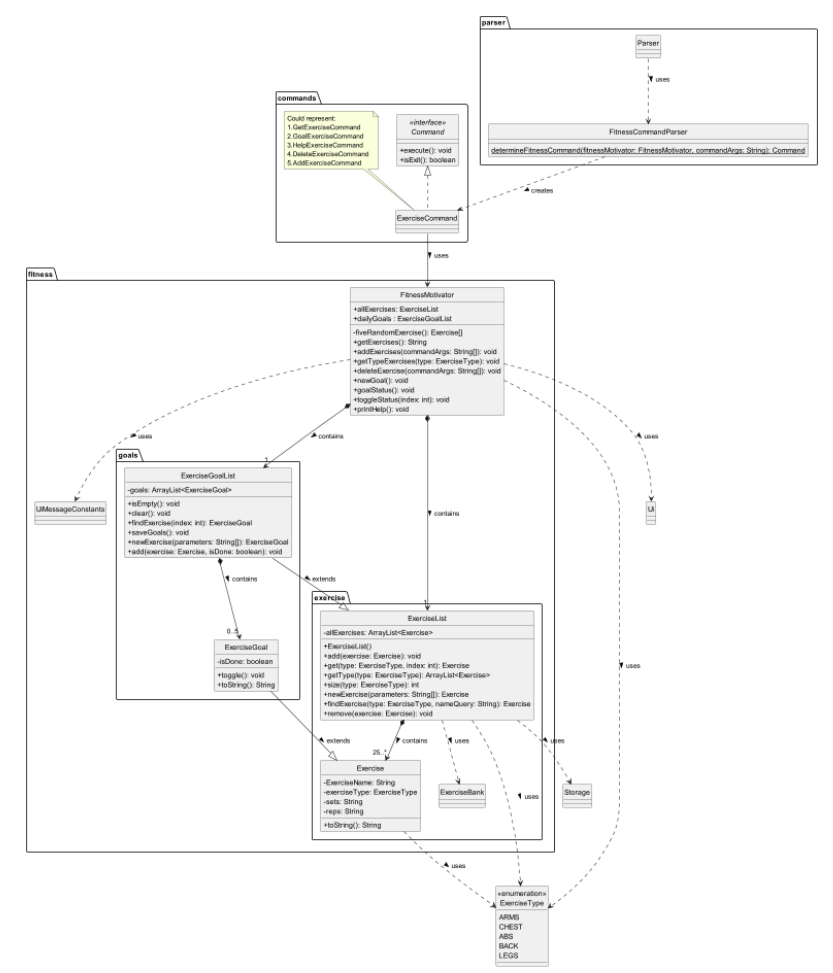 parser
Parser
uses
FitnessCommandParser
determineFitnessCommand(fitnessMotivator: FitnessMotivator, commandArgs: String): Command
commands
Could represent:
1.GetExerciseCommand
2.GoalExerciseCommand
3.HelpExerciseCommand
4.DeleteExerciseCommand
5.AddExerciseCommand
«interface»
Command
+execute(): void
+isExit(): boolean
creates
ExerciseCommand
uses
fitness
FitnessMotivator
+allExercises: ExerciseList
+dailyGoals : ExerciseGoalList
-fiveRandomExercise(): Exercise[]
+getExercises(): String
+addExercises(commandArgs: String[]): void
+getTypeExercises(type: ExerciseType): void
+deleteExercise(commandArgs: String[]): void
+newGoal(): void
+goalStatus(): void
+toggleStatus(index: int): void
+printHelp(): void
uses
contains
uses
1
goals
ExerciseGoalList
-goals: ArrayList<ExerciseGoal>
+isEmpty(): void
+clear(): void
+findExercise(index: int): ExerciseGoal
+saveGoals(): void
+newExercise(parameters: String[]): ExerciseGoal
+add(exercise: Exercise, isDone: boolean): void
UiMessageConstants
Ui
contains
contains
extends
exercise
1
0..5
ExerciseGoal
-isDone: boolean
+toggle(): void
+toString(): String
ExerciseList
-allExercises: ArrayList<Exercise>
+ExerciseList()
+add(exercise: Exercise): void
+get(type: ExerciseType, index: int): Exercise
+getType(type: ExerciseType): ArrayList<Exercise>
+size(type: ExerciseType): int
+newExercise(parameters: String[]): Exercise
+findExercise(type: ExerciseType, nameQuery: String): Exercise
+remove(exercise: Exercise): void
uses
extends
contains
uses
uses
25..*
Exercise
-ExerciseName: String
-exerciseType: ExerciseType
-sets: String
-reps: String
+toString(): String
ExerciseBank
Storage
uses
uses
«enumeration»
ExerciseType
ARMS
CHEST
ABS
BACK
LEGS